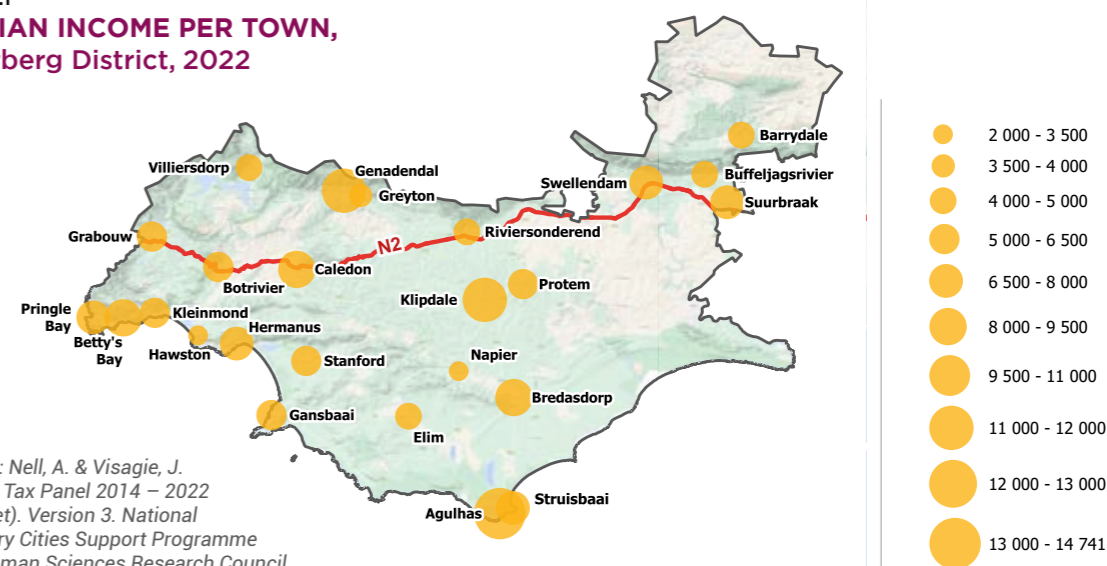 IAN INCOME PER TOWN,
berg District, 2022
Barrydale
Villiersdorp
Genadendal
Buffeljagsrivier
Swellendam
Greyton
Suurbraak
Grabouw
Riviersonderend
N2
Caledon
Protem
Botrivier
Klipdale
Pringle
Bay
Kleinmond
Hermanus
Betty's
Bay
Hawston
Napier
Stanford
Bredasdorp
Gansbaai
Elim
Struisbaai
Agulhas
: Nell, A. & Visagie, J.
Tax Panel 2014 – 2022
et). Version 3. National
ry Cities Support Programme
man Sciences Research Council
2 000 - 3 500
3 500 - 4 000
4 000 - 5 000
5 000 - 6 500
6 500 - 8 000
8 000 - 9 500
9 500 - 11 000
11 000 - 12 000
12 000 - 13 000
13 000 - 14 741